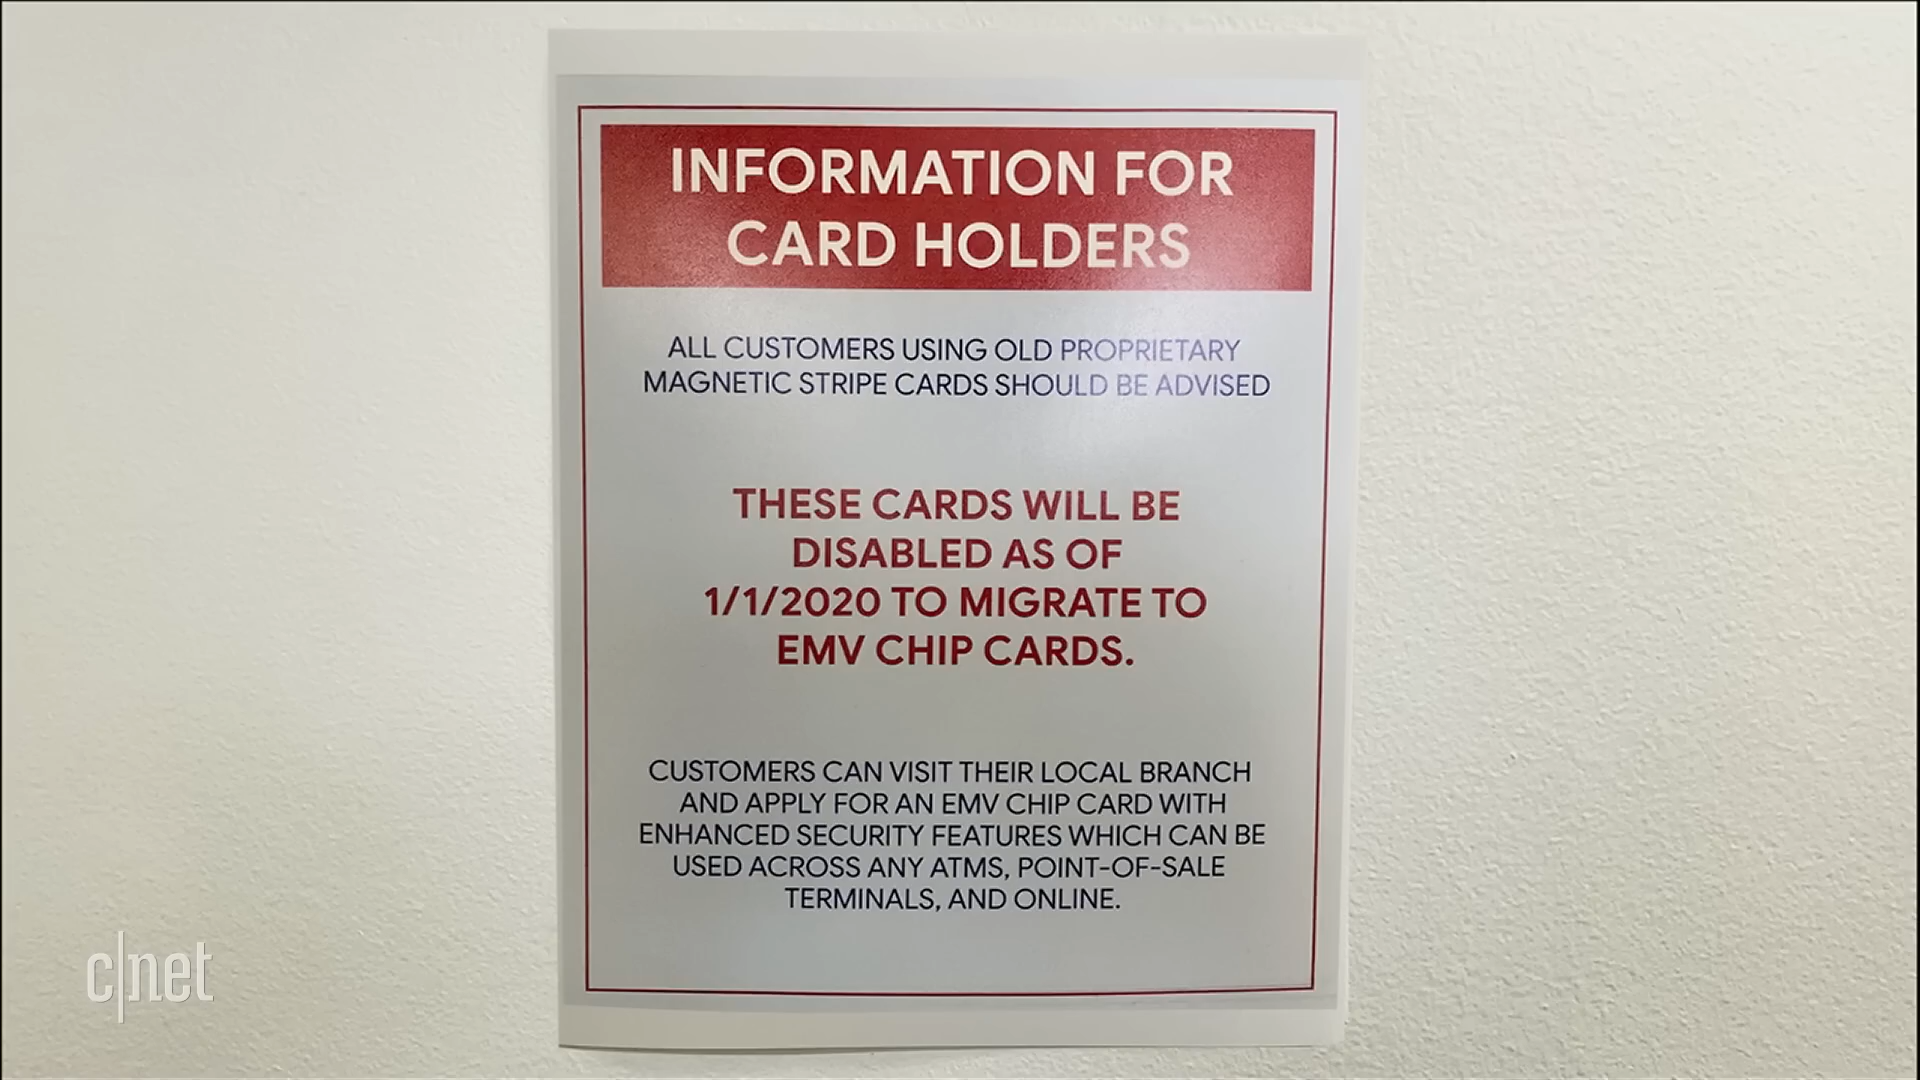 INFORMATION FOR
CARD HOLDERS
ALL CUSTOMERS USING OLD PROPRIETARY
MAGNETIC STRIPE CARDS SHOULD BE ADVISED
THESE CARDS WILL BE
DISABLED AS OF
1/1/2020 TO MIGRATE TO
EMV CHIP CARDS.
CUSTOMERS CAN VISIT THEIR LOCAL BRANCH
AND APPLY FOR AN EMV CHIP CARD WITH
ENHANCED SECURITY FEATURES WHICH CAN BE
USED ACROSS ANY ATMS, POINT-OF-SALE
TERMINALS, AND ONLINE.
c|net